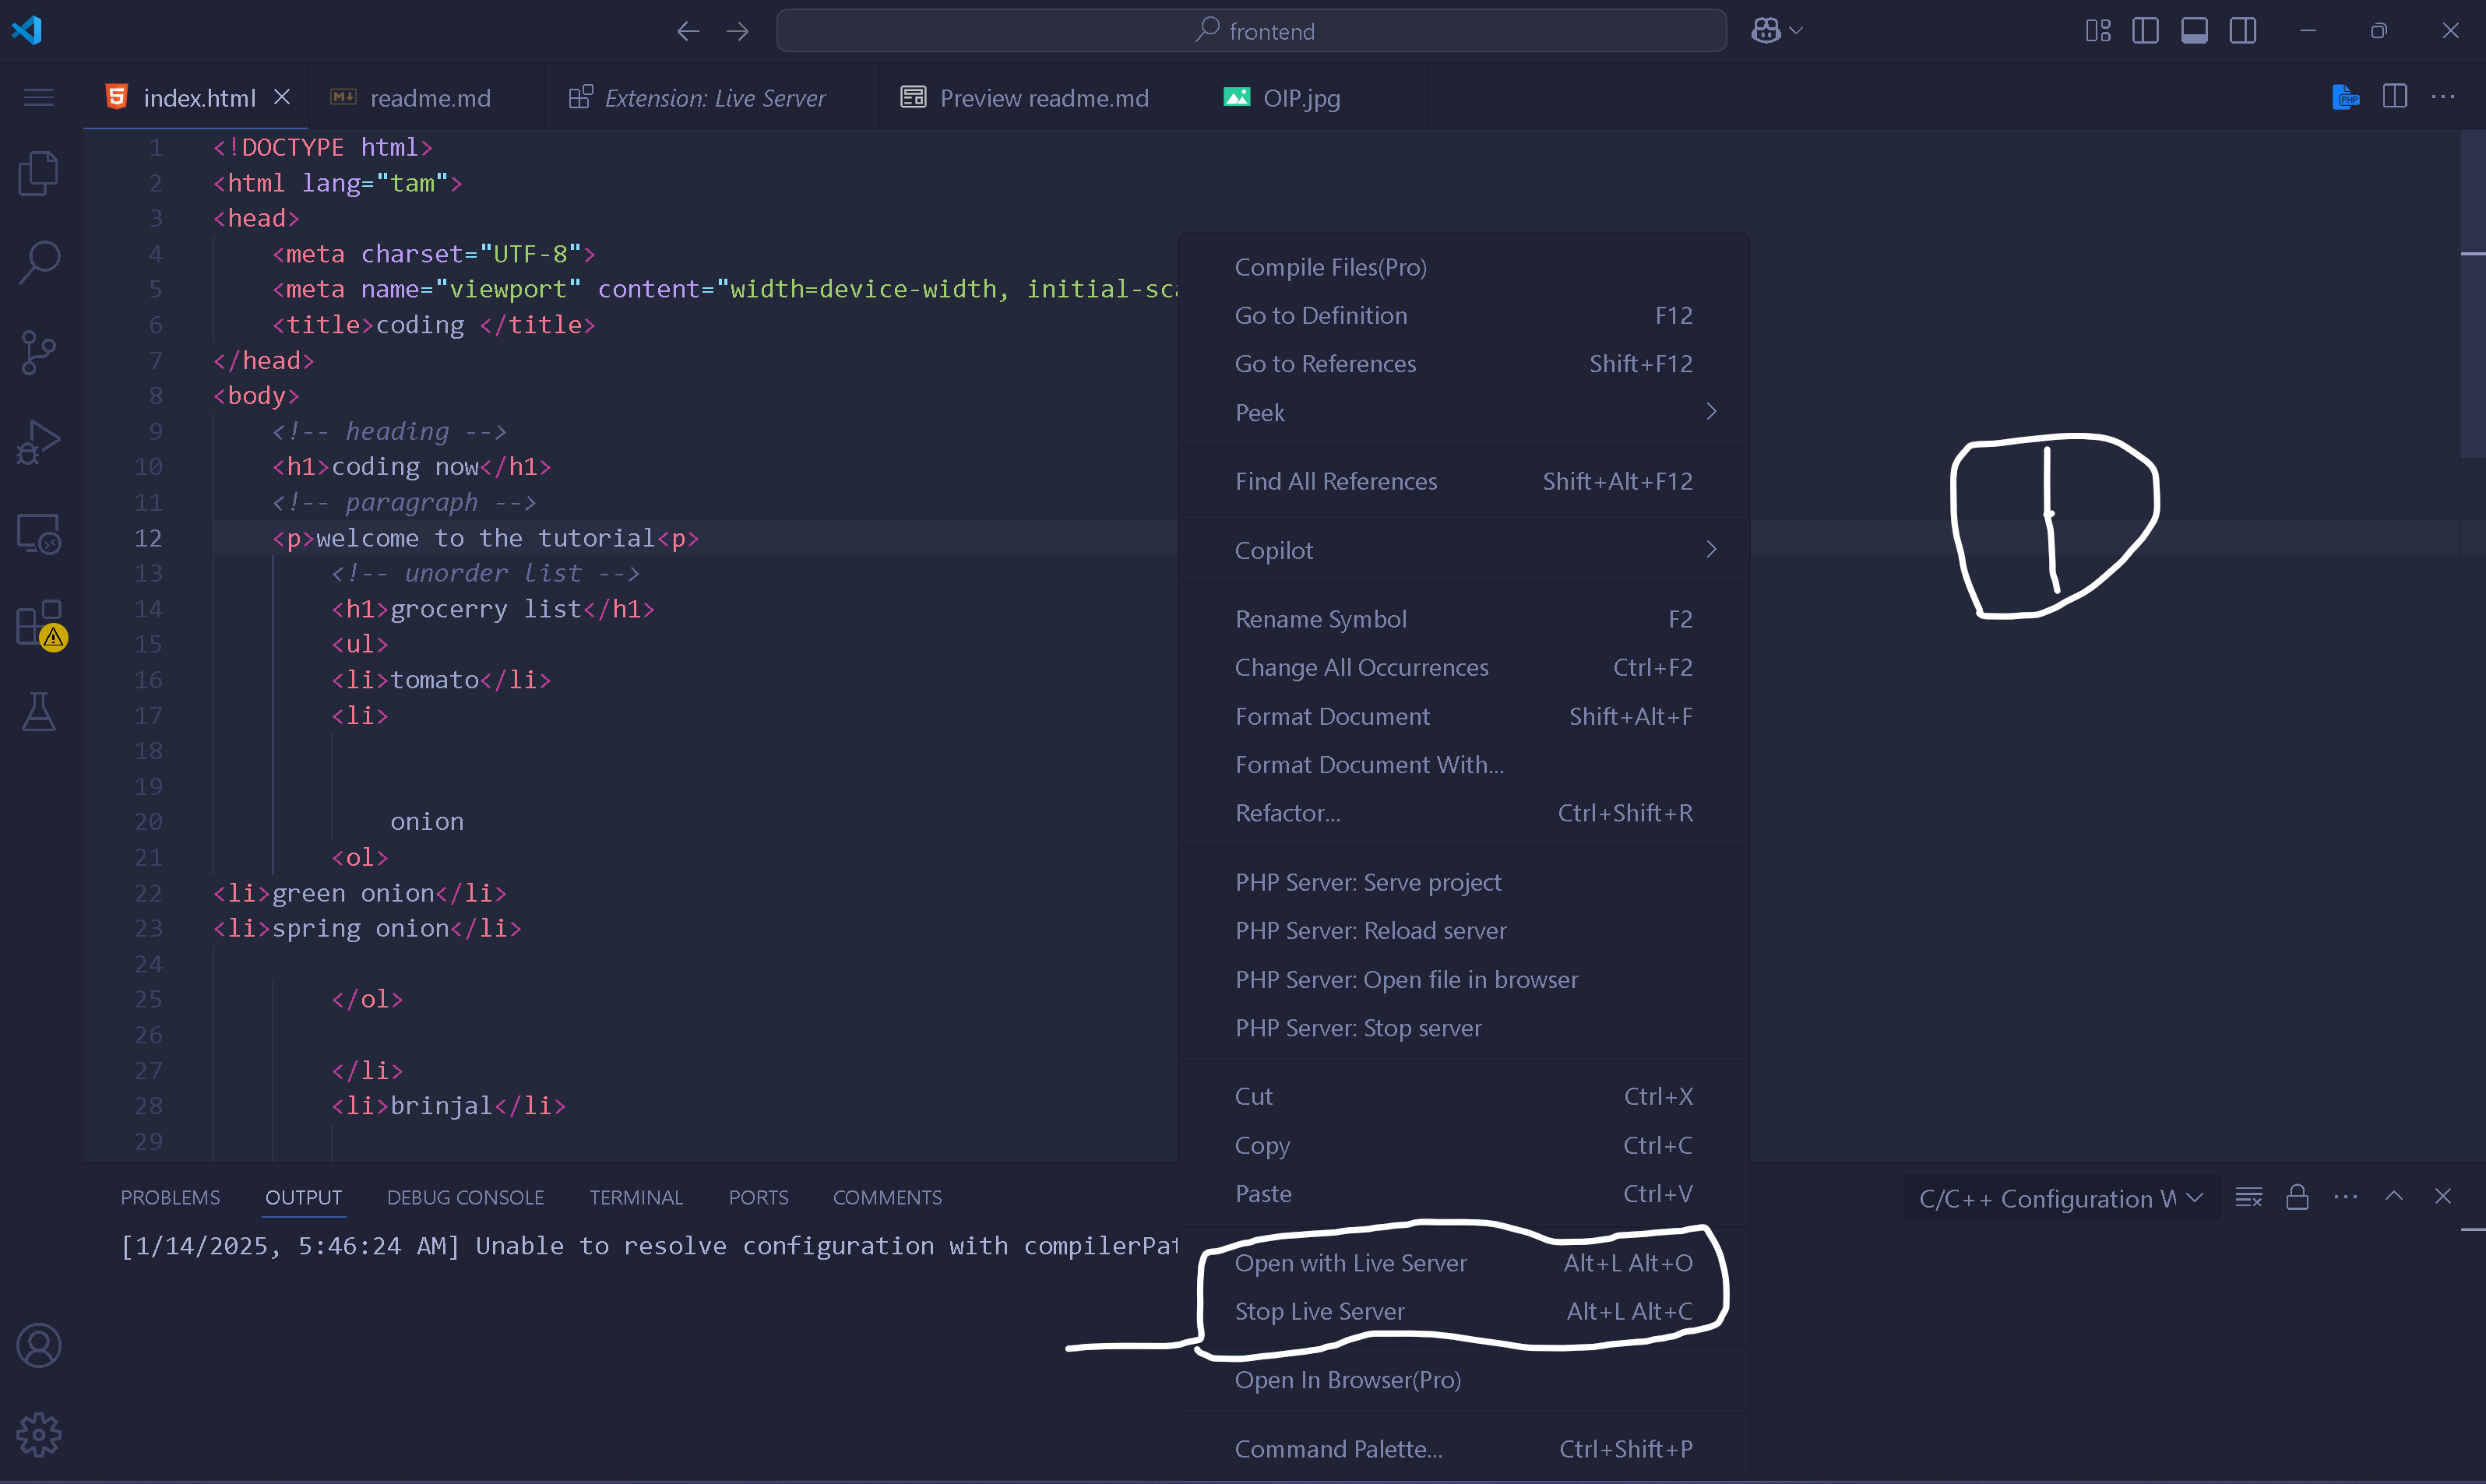 frontend
index.html
readme.md
Extension: Live Server
Preview readme.md
OIP.jpg
1 <!DOCTYPE html>
2 <html lang="tam">
3 <head>
4 <meta charset="UTF-8">
5 <meta name="viewport" content="width=device-width, initial-sca
6 <title>coding </title>
7 </head>
8 <body>
9 <!-- heading -->
10 <h1>coding now</h1>
11 <!-- paragraph -->
12 <p>welcome to the tutorial<p>
13 <!-- unorder list -->
14 <h1>grocerry list</h1>
15 <ul>
16 <li>tomato</li>
17 <li>
18
19
20 onion
21 <ol>
22 <li>green onion</li>
23 <li>spring onion</li>
24
25 </ol>
26
27 </li>
28 <li>brinjal</li>
29
Compile Files(Pro)
Go to Definition F12
Go to References Shift+F12
Peek
Find All References Shift+Alt+F12
Copilot
Rename Symbol F2
Change All Occurrences Ctrl+F2
Format Document Shift+Alt+F
Format Document With...
Refactor... Ctrl+Shift+R
PHP Server: Serve project
PHP Server: Reload server
PHP Server: Open file in browser
PHP Server: Stop server
Cut Ctrl+X
Copy Ctrl+C
Paste Ctrl+V
Open with Live Server Alt+L Alt+O
Stop Live Server Alt+L Alt+C
Open In Browser(Pro)
Command Palette... Ctrl+Shift+P
1
PROBLEMS OUTPUT DEBUG CONSOLE TERMINAL PORTS COMMENTS
C/C++ Configuration W
[1/14/2025, 5:46:24 AM] Unable to resolve configuration with compilerPat